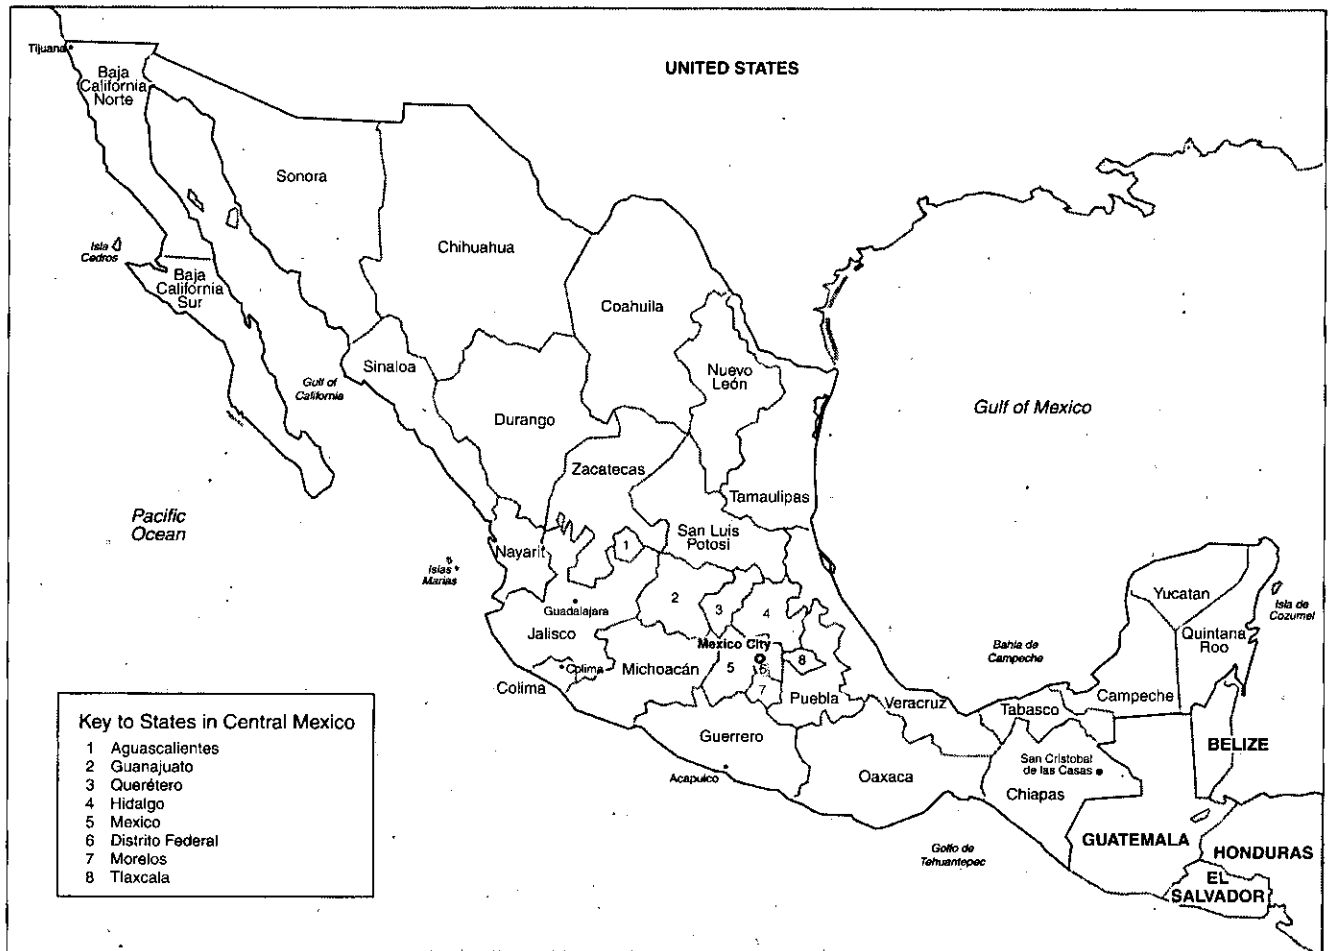 UNITED STATES
Tijuana
Baja
California
Norte
Sonora
Chihuahua
Isla
Cedros
Baja
California
Sur
Coahuila
Sinaloa
Nuevo
León
Gulf of
California
Gulf of Mexico
Durango
Zacatecas
Tamaulipas
Pacific
Ocean
San Luis
Potosí
Nayarit
1
Islas
Marias
Yucatan
Isla de
Cozumel
2
3
4
Guadalajara
Jalisco
Quintana
Roo
Mexico City
Bahia de
Campeche
Michoacán
5
6
8
Colima
Colima
7
Puebla
Veracruz
Campeche
Tabasco
Guerrero
BELIZE
San Cristobal
de las Casas
Acapulco
Oaxaca
Chiapas
GUATEMALA
Golfo de
Tehuantepec
HONDURAS
EL
SALVADOR
Key to States in Central Mexico
1 Aguascalientes
2 Guanajuato
3 Querétero
4 Hidalgo
5 Mexico
6 Distrito Federal
7 Morelos
8 Tlaxcala